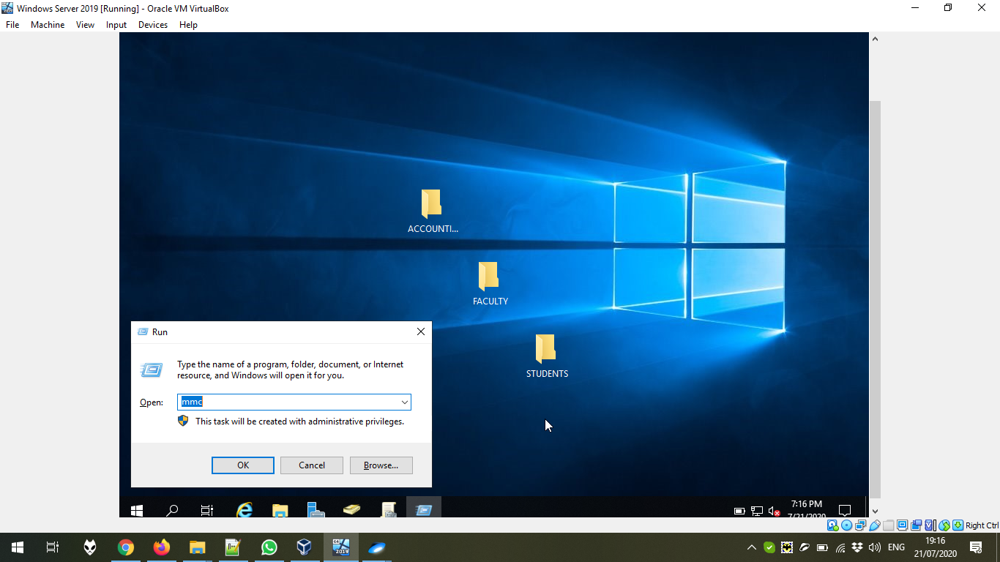 Windows Server 2019 [Running] - Oracle VM VirtualBox
File Machine View Input Devices Help
ACCOUNTI...
FACULTY
STUDENTS
Run
Type the name of a program, folder, document, or Internet
resource, and Windows will open it for you.
Open: mmc
This task will be created with administrative privileges.
OK Cancel Browse...
7:16 PM
7/21/2020
Right Ctrl
2019
ENG
19:16
21/07/2020